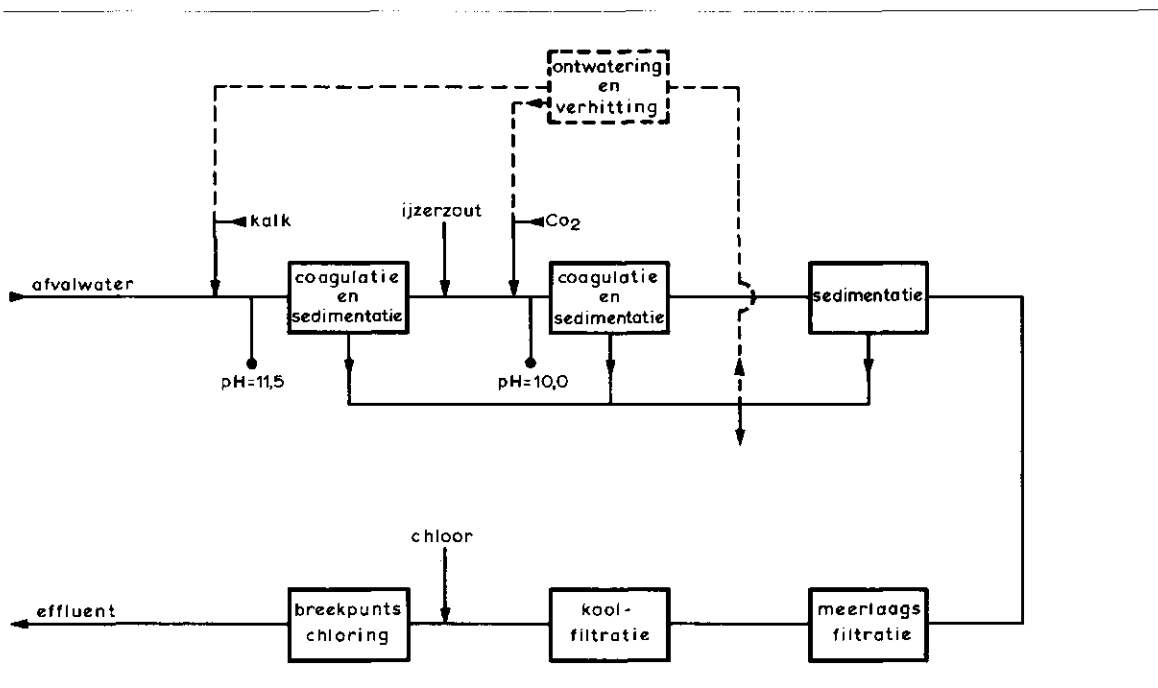 ontwatering
en
verhitting
kalk
ijzerzout
Co2
afvalwater
coagulatie
en
sedimentatie
coagulatie
en
sedimentatie
sedimentatie
pH=11,5
pH=10,0
chloor
effluent
breekpunts
chloring
kool-
filtratie
meerlaags
filtratie